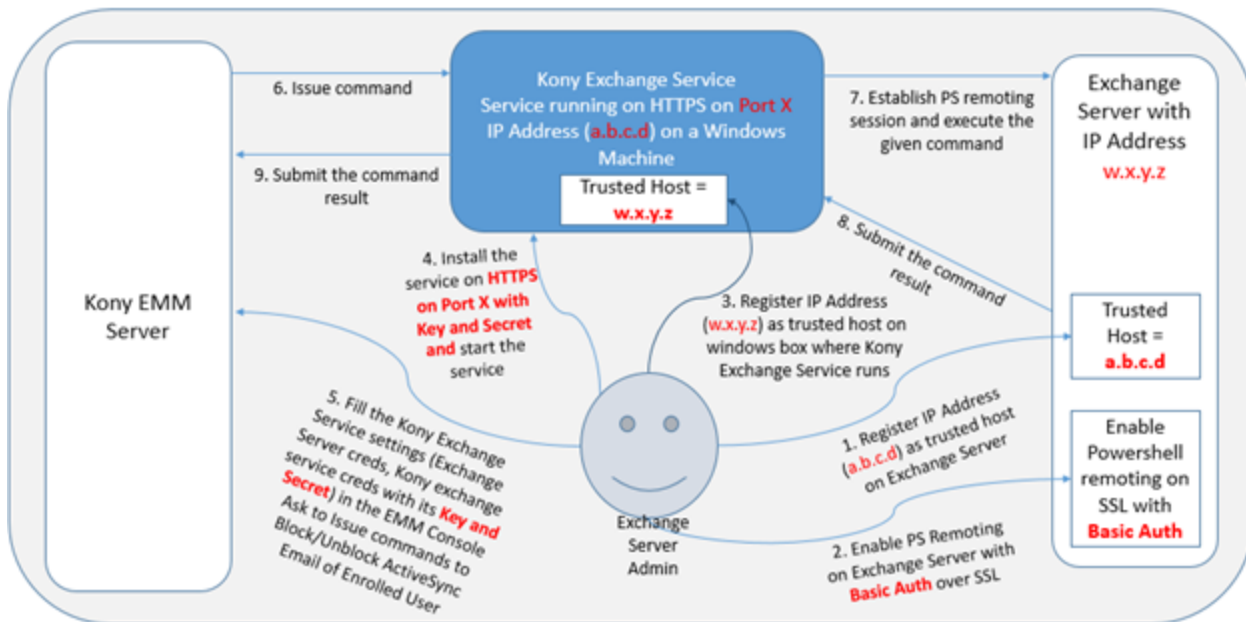 Kony EMM
Server
6. Issue command
9. Submit the command
result
Kony Exchange Service
Service running on HTTPS on Port X
IP Address (a.b.c.d) on a Windows
Machine
Trusted Host =
w.x.y.z
7. Establish PS remoting
session and execute the
given command
8. Submit the command
result
Exchange
Server with
IP Address
w.x.y.z
Trusted
Host =
a.b.c.d
Enable
Powershell
remoting on
SSL with
Basic Auth
4. Install the
service on HTTPS
on Port X with
Key and Secret
and start the
service
3. Register IP Address
(w.x.y.z) as trusted host on
windows box where Kony
Exchange Service runs
5. Fill the Kony Exchange
Service settings (Exchange
Server creds, Kony exchange
service creds with its Key and
Secret) in the EMM Console
Ask to Issue commands to
Block/Unblock ActiveSync
Email of Enrolled User
1. Register IP Address
(a.b.c.d) as trusted host
on Exchange Server
2. Enable PS Remoting
on Exchange Server with
Basic Auth over SSL
Exchange
Server
Admin